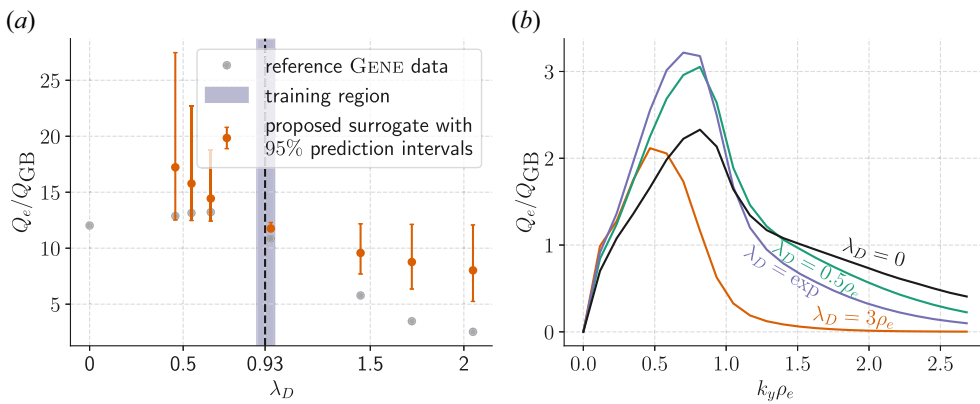 (a)
25
20
15
10
5
Q_e/Q_GB
0
0.5
0.93
1.5
2
λ_D
reference GENE data
training region
proposed surrogate with
95% prediction intervals
(b)
3
2
1
0
Q_e/Q_GB
0.0
0.5
1.0
1.5
2.0
2.5
k_yρ_e
λ_D = 0
λ_D = 0.5ρ_e
λ_D = exp
λ_D = 3ρ_e